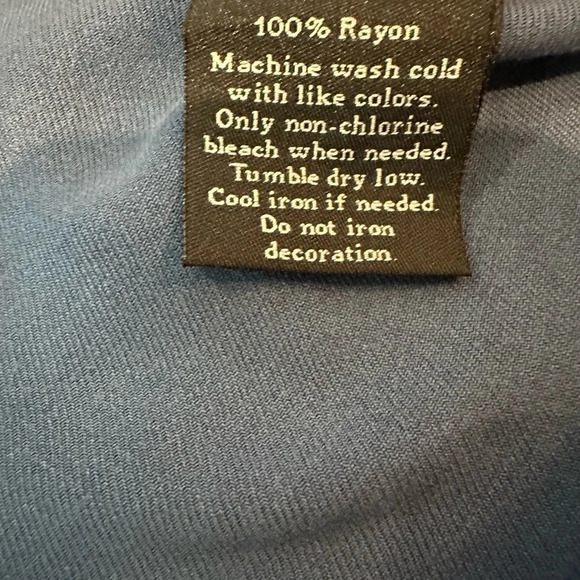 100% Rayon
Machine wash cold
with like colors.
Only non-chlorine
bleach when needed.
Tumble dry low.
Cool iron if needed.
Do not iron
decoration.